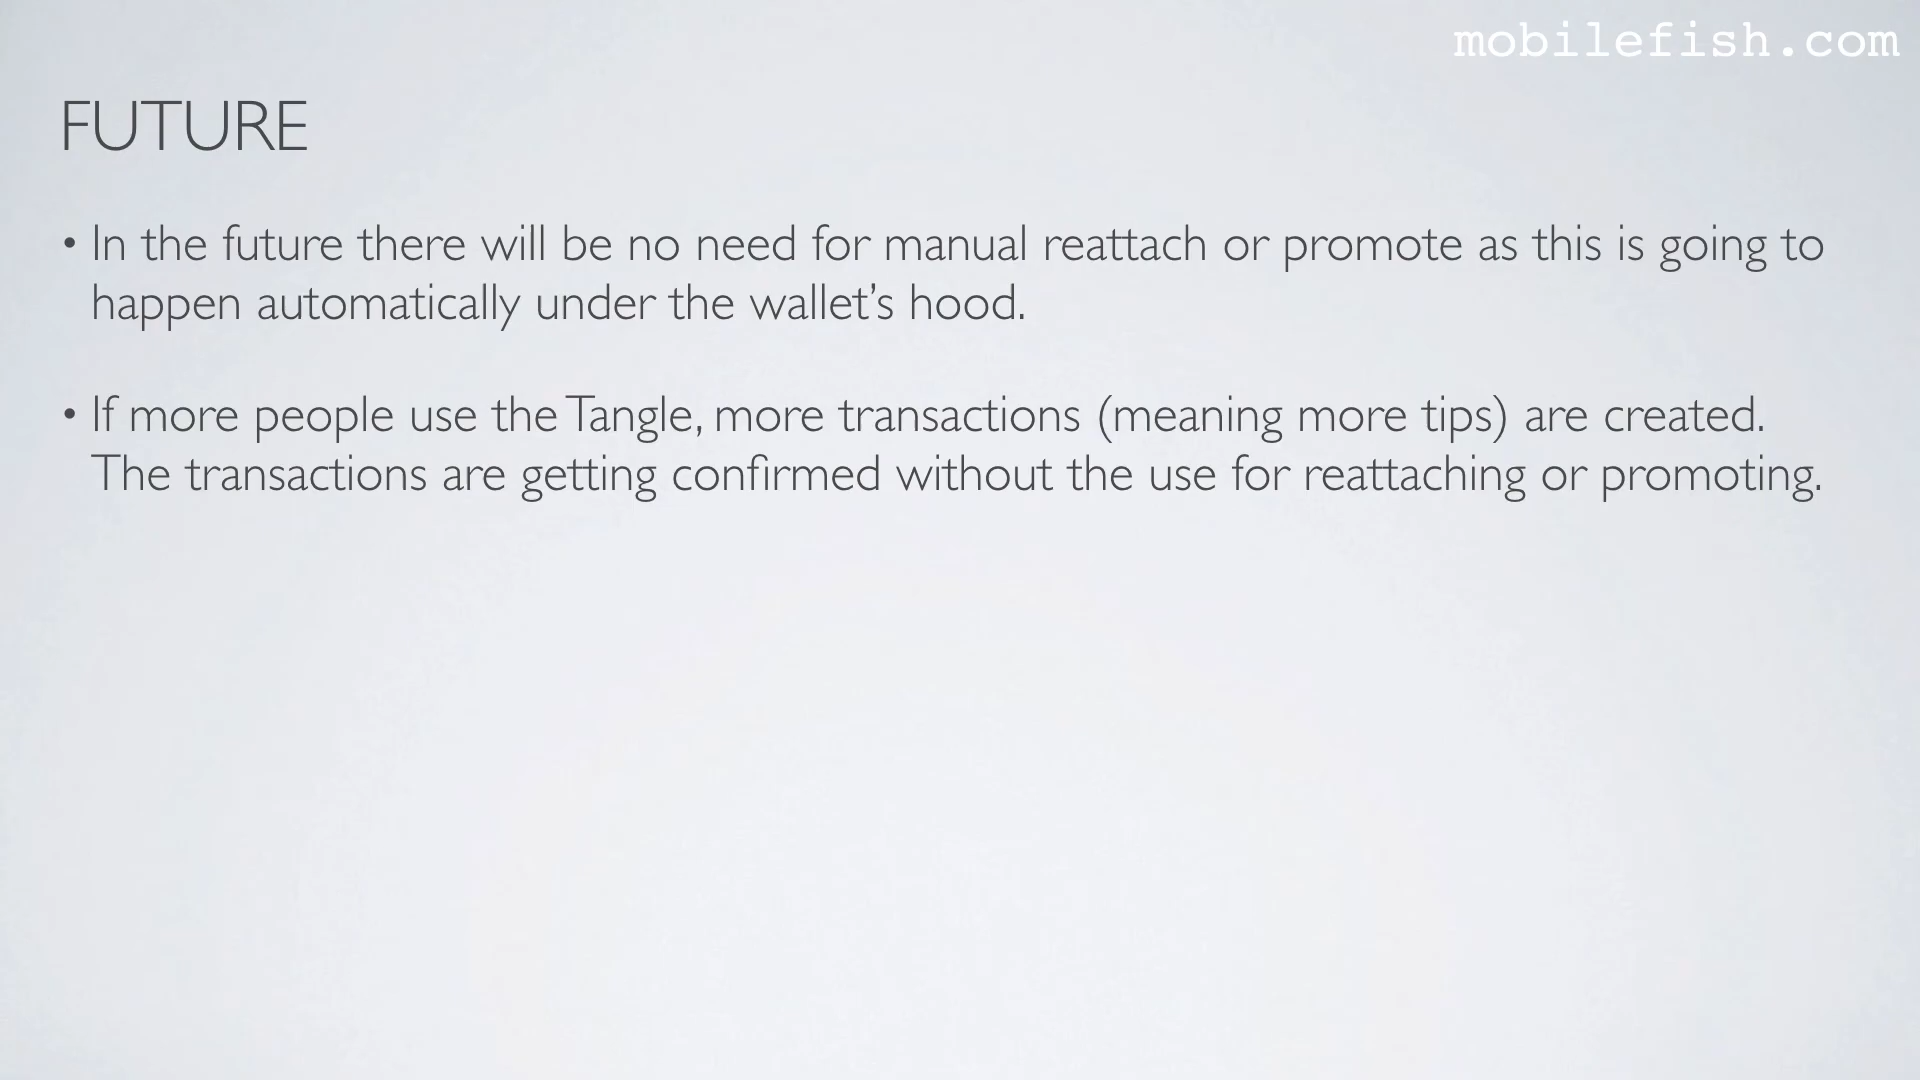 mobilefish.com
FUTURE
• In the future there will be no need for manual reattach or promote as this is going to
happen automatically under the wallet’s hood.
• If more people use the Tangle, more transactions (meaning more tips) are created.
The transactions are getting confirmed without the use for reattaching or promoting.